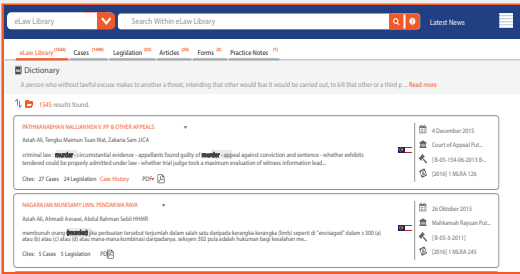 eLaw Library Search Within eLaw Library Latest News
eLaw Library (1545) Cases (1486) Legislation (22) Articles (24) Forms (2) Practice Notes (1)
Dictionary
A person who without lawful excuse makes to another a threat, intending that other would fear it would be carried out, to kill that other or a third p ... Read more
1545 results found.
PATHMANABHAN NALLIANNEN V. PP & OTHER APPEALS
Aziah Ali, Tengku Maimun Tuan Mat, Zakaria Sam JJCA
criminal law : murder - circumstantial evidence - appellants found guilty of murder - appeal against conviction and sentence - whether exhibits
tendered could be properly admitted under law - whether trial judge took a maximum evaluation of witness information lead...
Cites: 27 Cases 24 Legislation Case History PDF
4 December 2015
Court of Appeal Put...
[B-05-154-06-2013 B...
[2016] 1 MLRA 126
NAGARAJAN MUNISAMY LWN. PENDAKWA RAYA
Aziah Ali, Ahmadi Asnawi, Abdul Rahman Sebli HHMR
membunuh orang (murder) jika perbuatan tersebut terjumlah dalam salah satu daripada kerangka-kerangka (limb) seperti di "envisaged" dalam s 300 (a)
atau (b) atau (c) atau (d) atau mana-mana kombinasi daripadanya. seksyen 302 pula adalah hukuman bagi kesalahan me...
Cites: 5 Cases 5 Legislation PDF
26 Oktober 2015
Mahkamah Rayuan Put...
[B-05-3-2011]
[2016] 1 MLRA 245